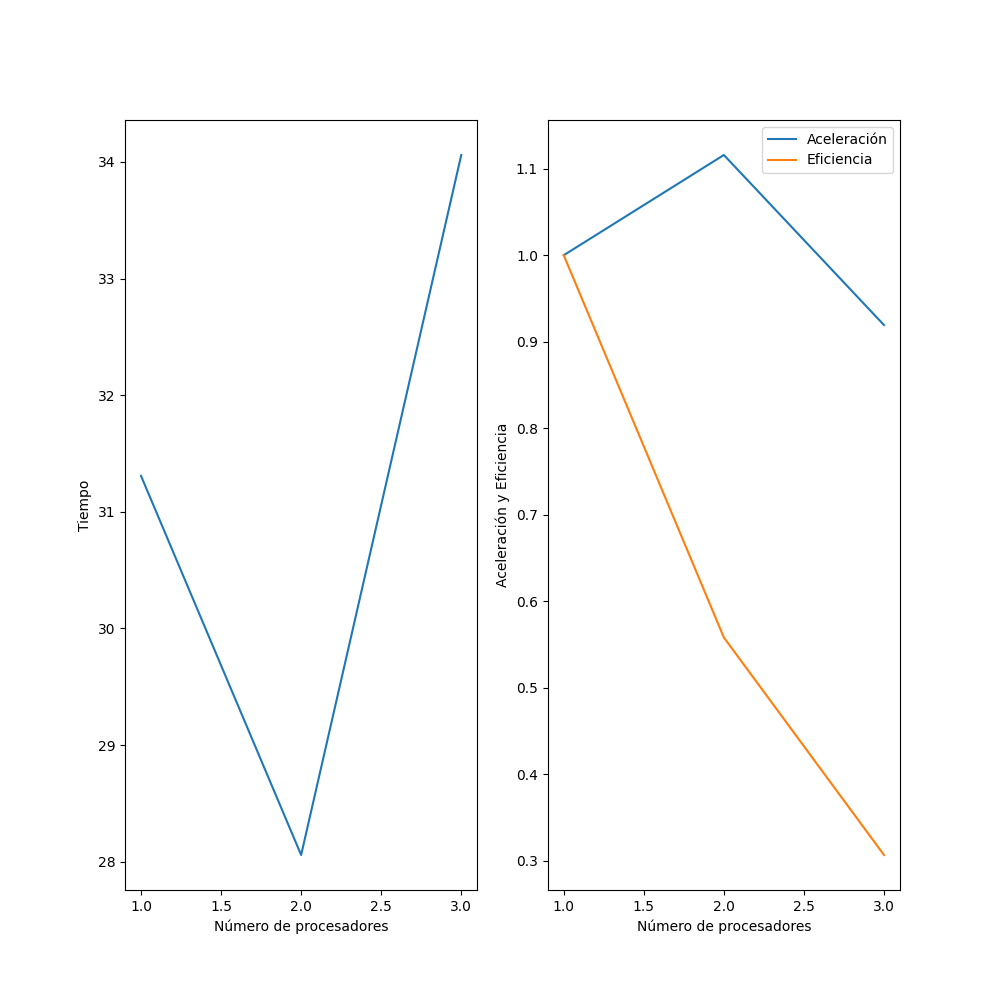 34
33
32
31
30
29
28
Tiempo
1.0 1.5 2.0 2.5 3.0
Número de procesadores
Aceleración
Eficiencia
1.1
1.0
0.9
0.8
0.7
0.6
0.5
0.4
0.3
Aceleración y Eficiencia
1.0 1.5 2.0 2.5 3.0
Número de procesadores